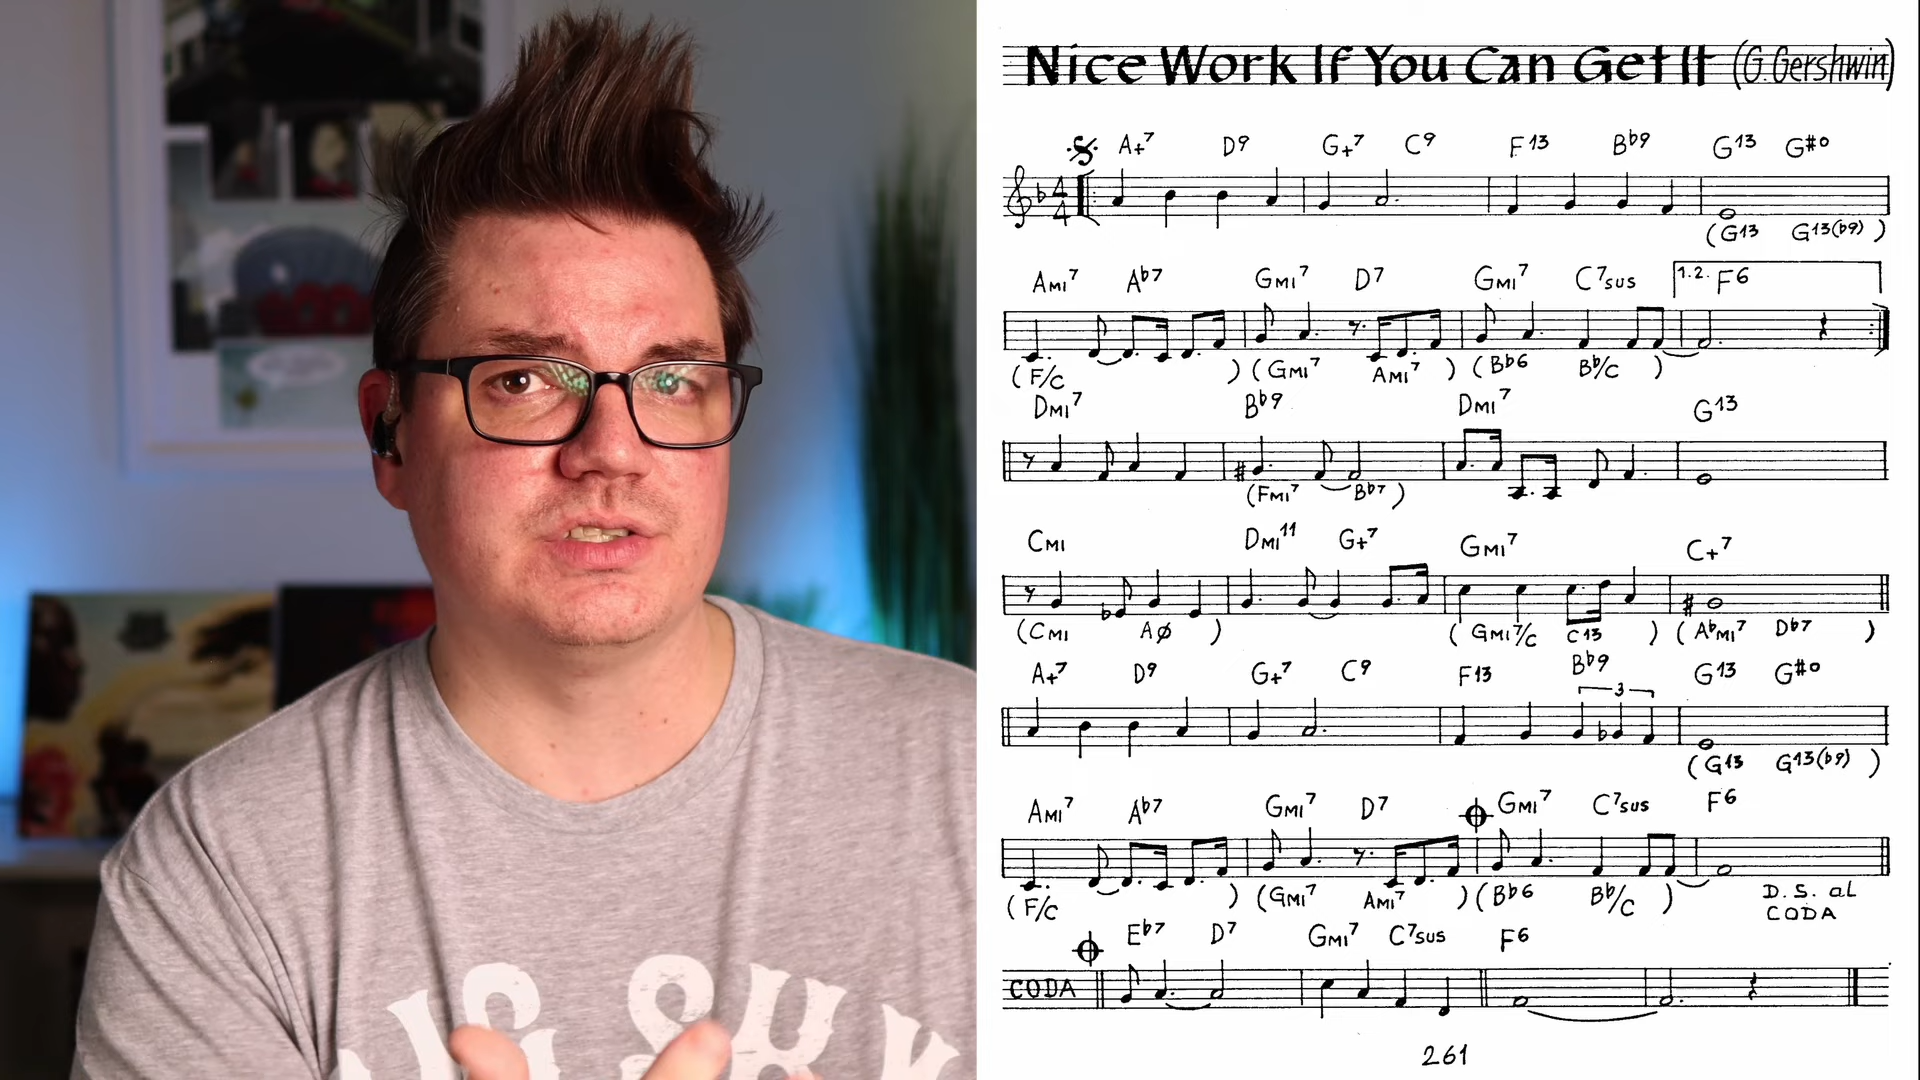 Nice Work If You Can Get It (G. Gershwin)
A+7 D9 G+7 C9 F13 Bb9 G13 G#o
4
4
(G13 G13(b9))
Ami7 Ab7 Gmi7 D7 Gmi7 C7sus 1.2. F6
(F/C) (Gmi7 Ami7) (Bb6 Bb/C)
Dmi7 Bb9 Dmi7 G13
(Fmi7 Bb7)
Cmi Dmi11 G+7 Gmi7 C+7
(Cmi AØ) (Gmi7/C C13) (Abmi7 Db7)
A+7 D9 G+7 C9 F13 Bb9 G13 G#o
3
(G13 G13(b9))
Ami7 Ab7 Gmi7 D7 Gmi7 C7sus F6
(F/C) (Gmi7 Ami7) (Bb6 Bb/C) D.S. al
CODA
Eb7 D7 Gmi7 C7sus F6
CODA
261